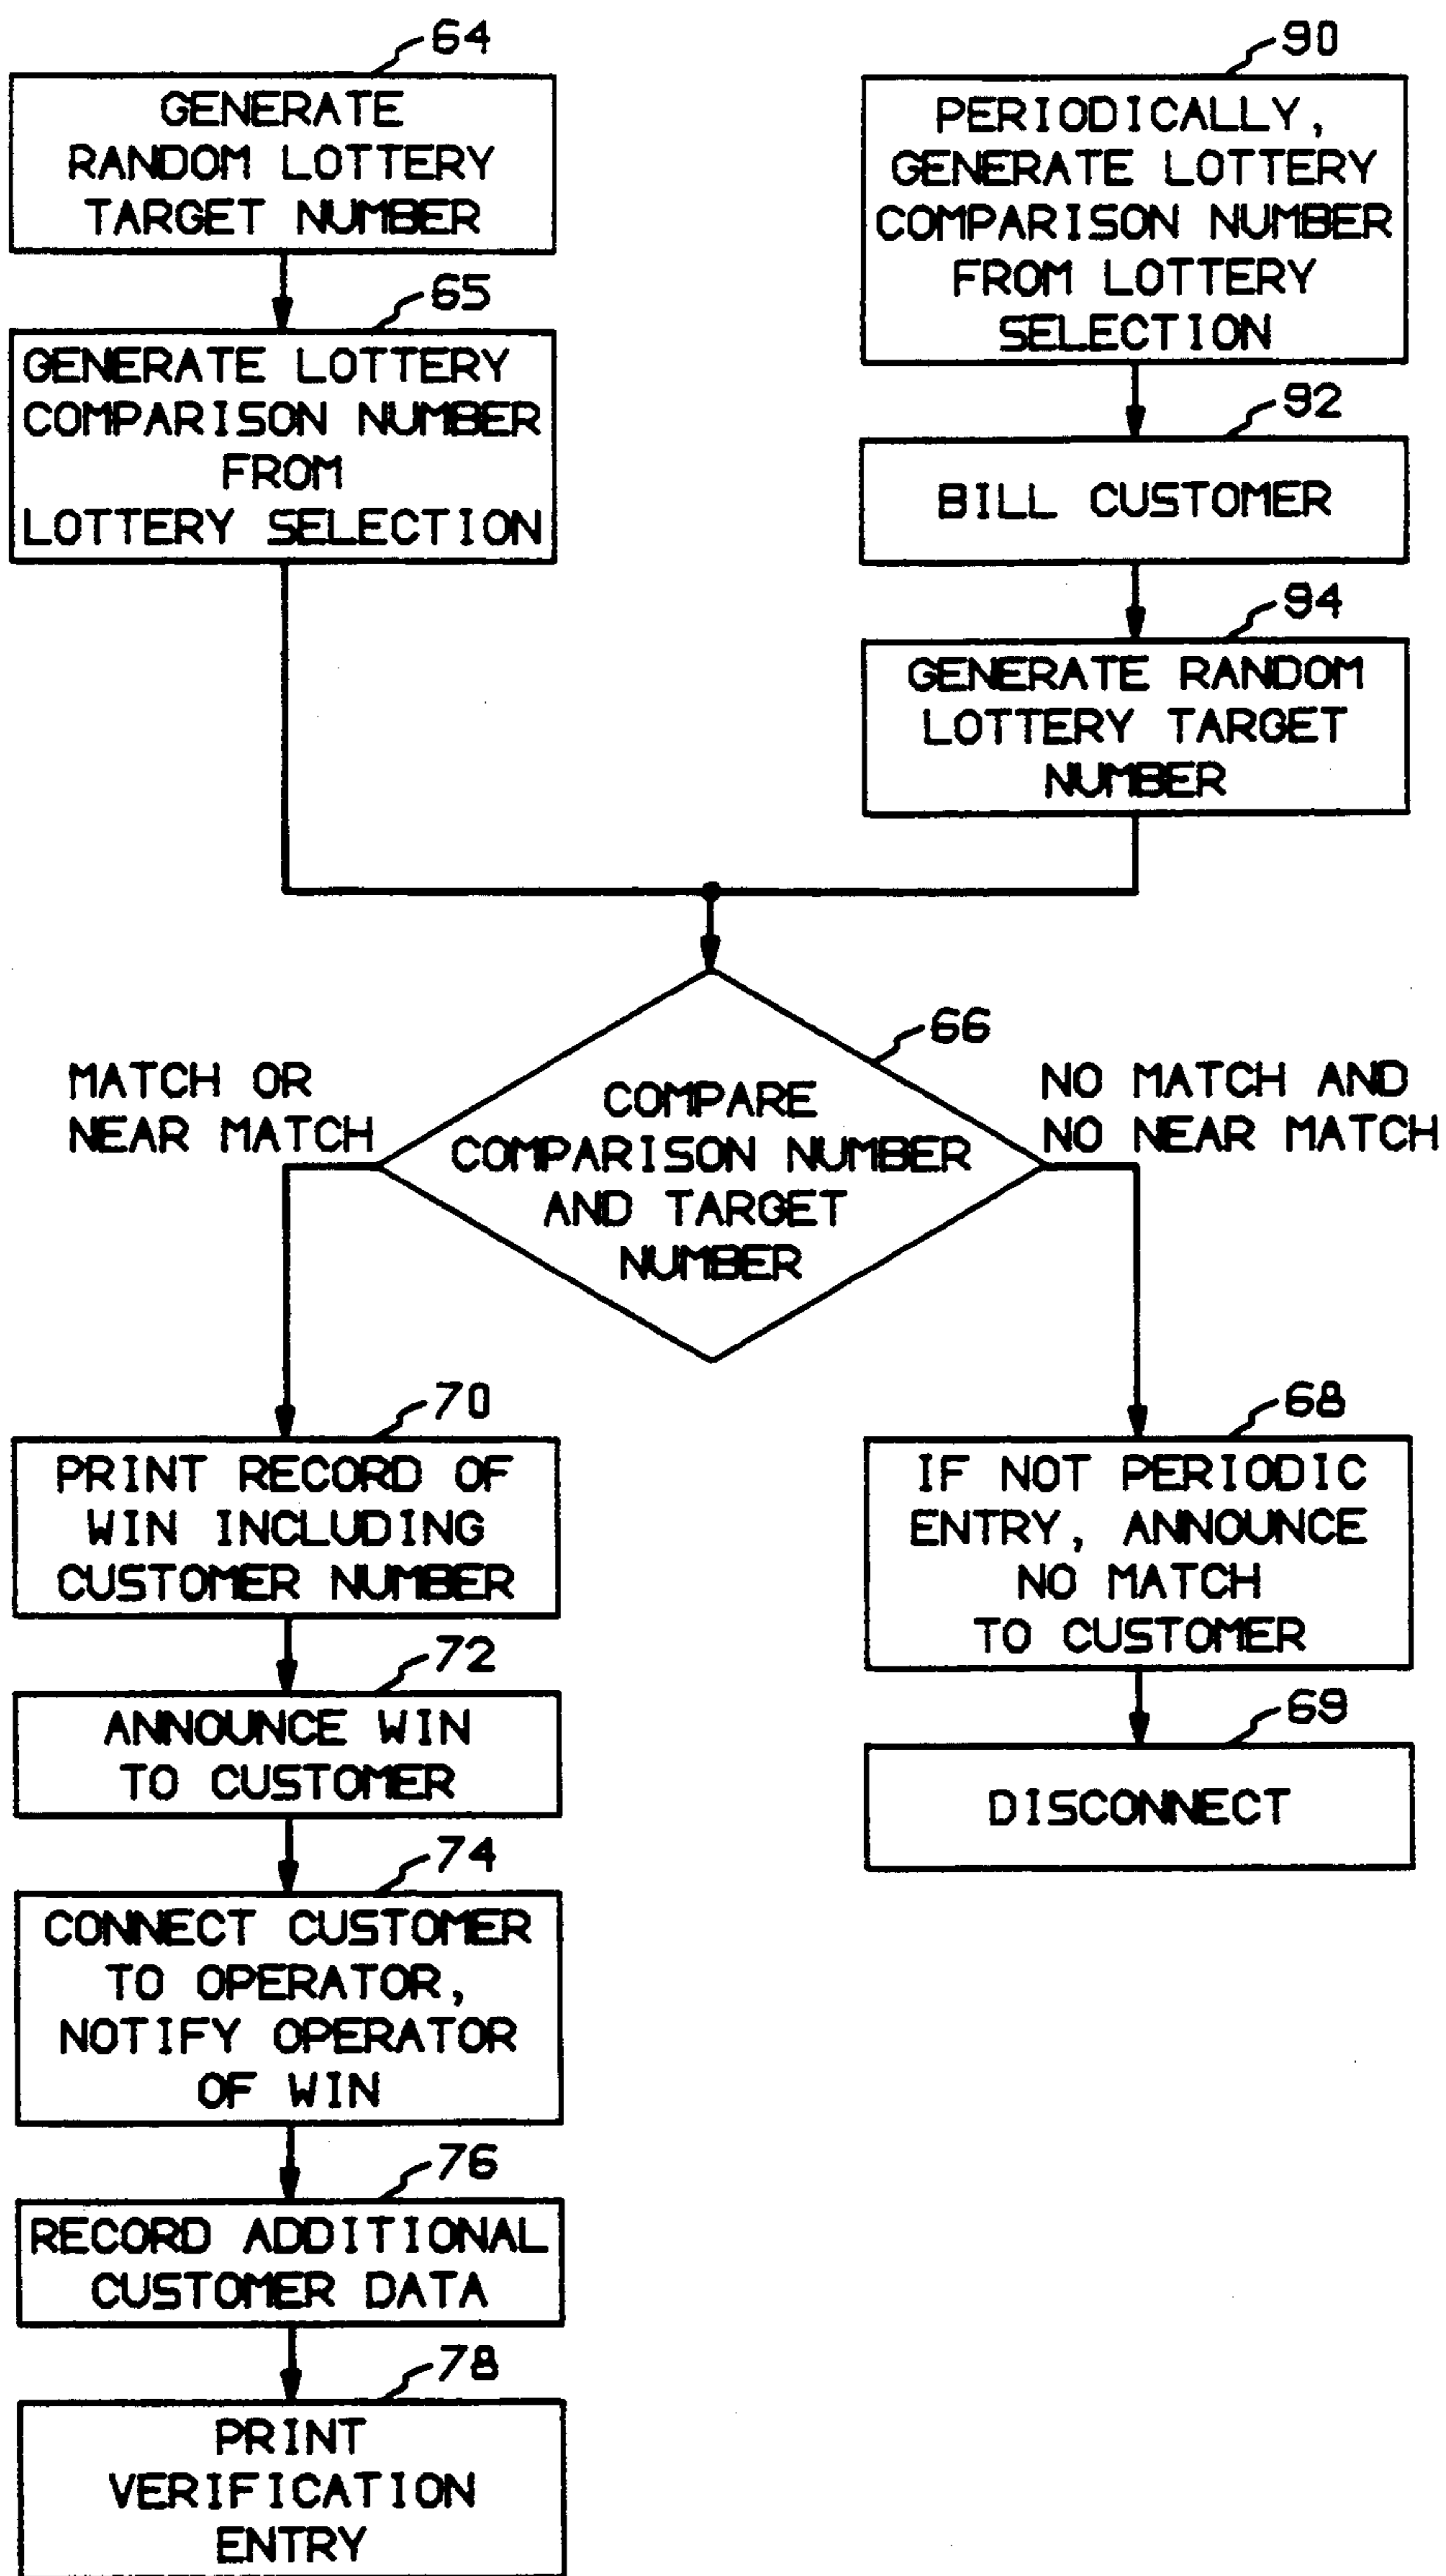 64
GENERATE
RANDOM LOTTERY
TARGET NUMBER
65
GENERATE LOTTERY
COMPARISON NUMBER
FROM
LOTTERY SELECTION
90
PERIODICALLY,
GENERATE LOTTERY
COMPARISON NUMBER
FROM LOTTERY
SELECTION
92
BILL CUSTOMER
94
GENERATE RANDOM
LOTTERY TARGET
NUMBER
66
COMPARE
COMPARISON NUMBER
AND TARGET
NUMBER
MATCH OR
NEAR MATCH
NO MATCH AND
NO NEAR MATCH
70
PRINT RECORD OF
WIN INCLUDING
CUSTOMER NUMBER
72
ANNOUNCE WIN
TO CUSTOMER
74
CONNECT CUSTOMER
TO OPERATOR,
NOTIFY OPERATOR
OF WIN
76
RECORD ADDITIONAL
CUSTOMER DATA
78
PRINT
VERIFICATION
ENTRY
68
IF NOT PERIODIC
ENTRY, ANNOUNCE
NO MATCH
TO CUSTOMER
69
DISCONNECT